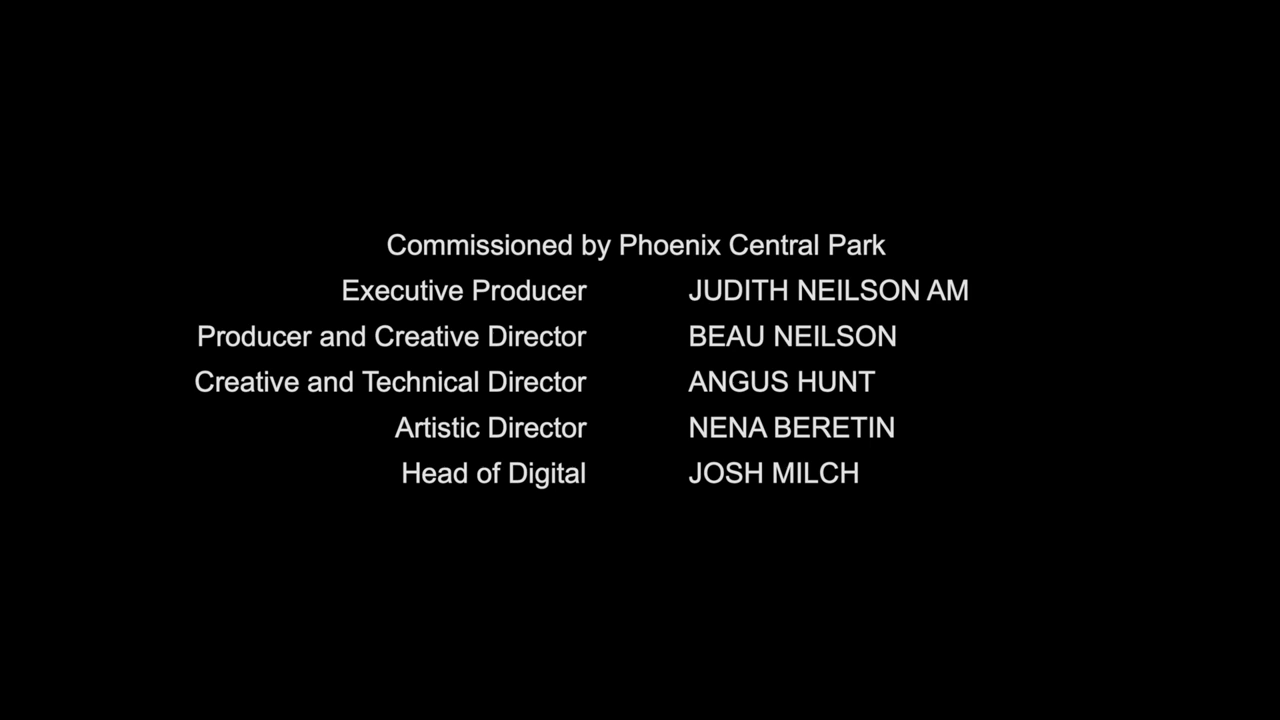 Commissioned by Phoenix Central Park
Executive Producer JUDITH NEILSON AM
Producer and Creative Director BEAU NEILSON
Creative and Technical Director ANGUS HUNT
Artistic Director NENA BERETIN
Head of Digital JOSH MILCH